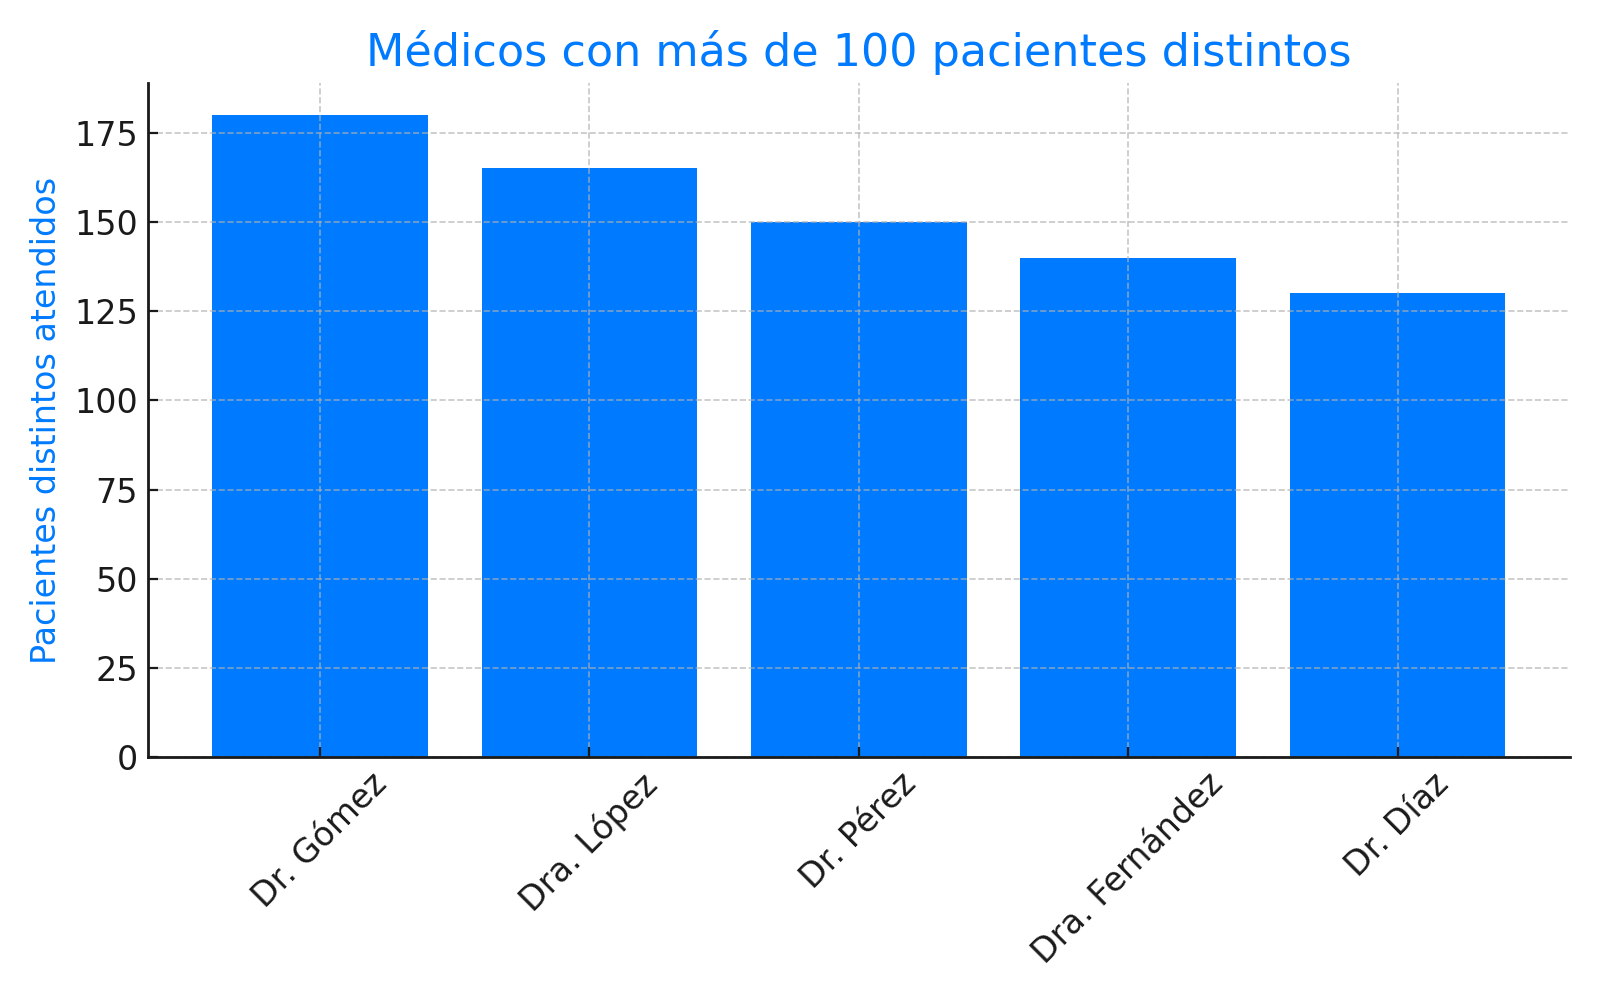 Médicos con más de 100 pacientes distintos
Pacientes distintos atendidos
175
150
125
100
75
50
25
0
Dr. Gómez
Dra. López
Dr. Pérez
Dra. Fernández
Dr. Díaz